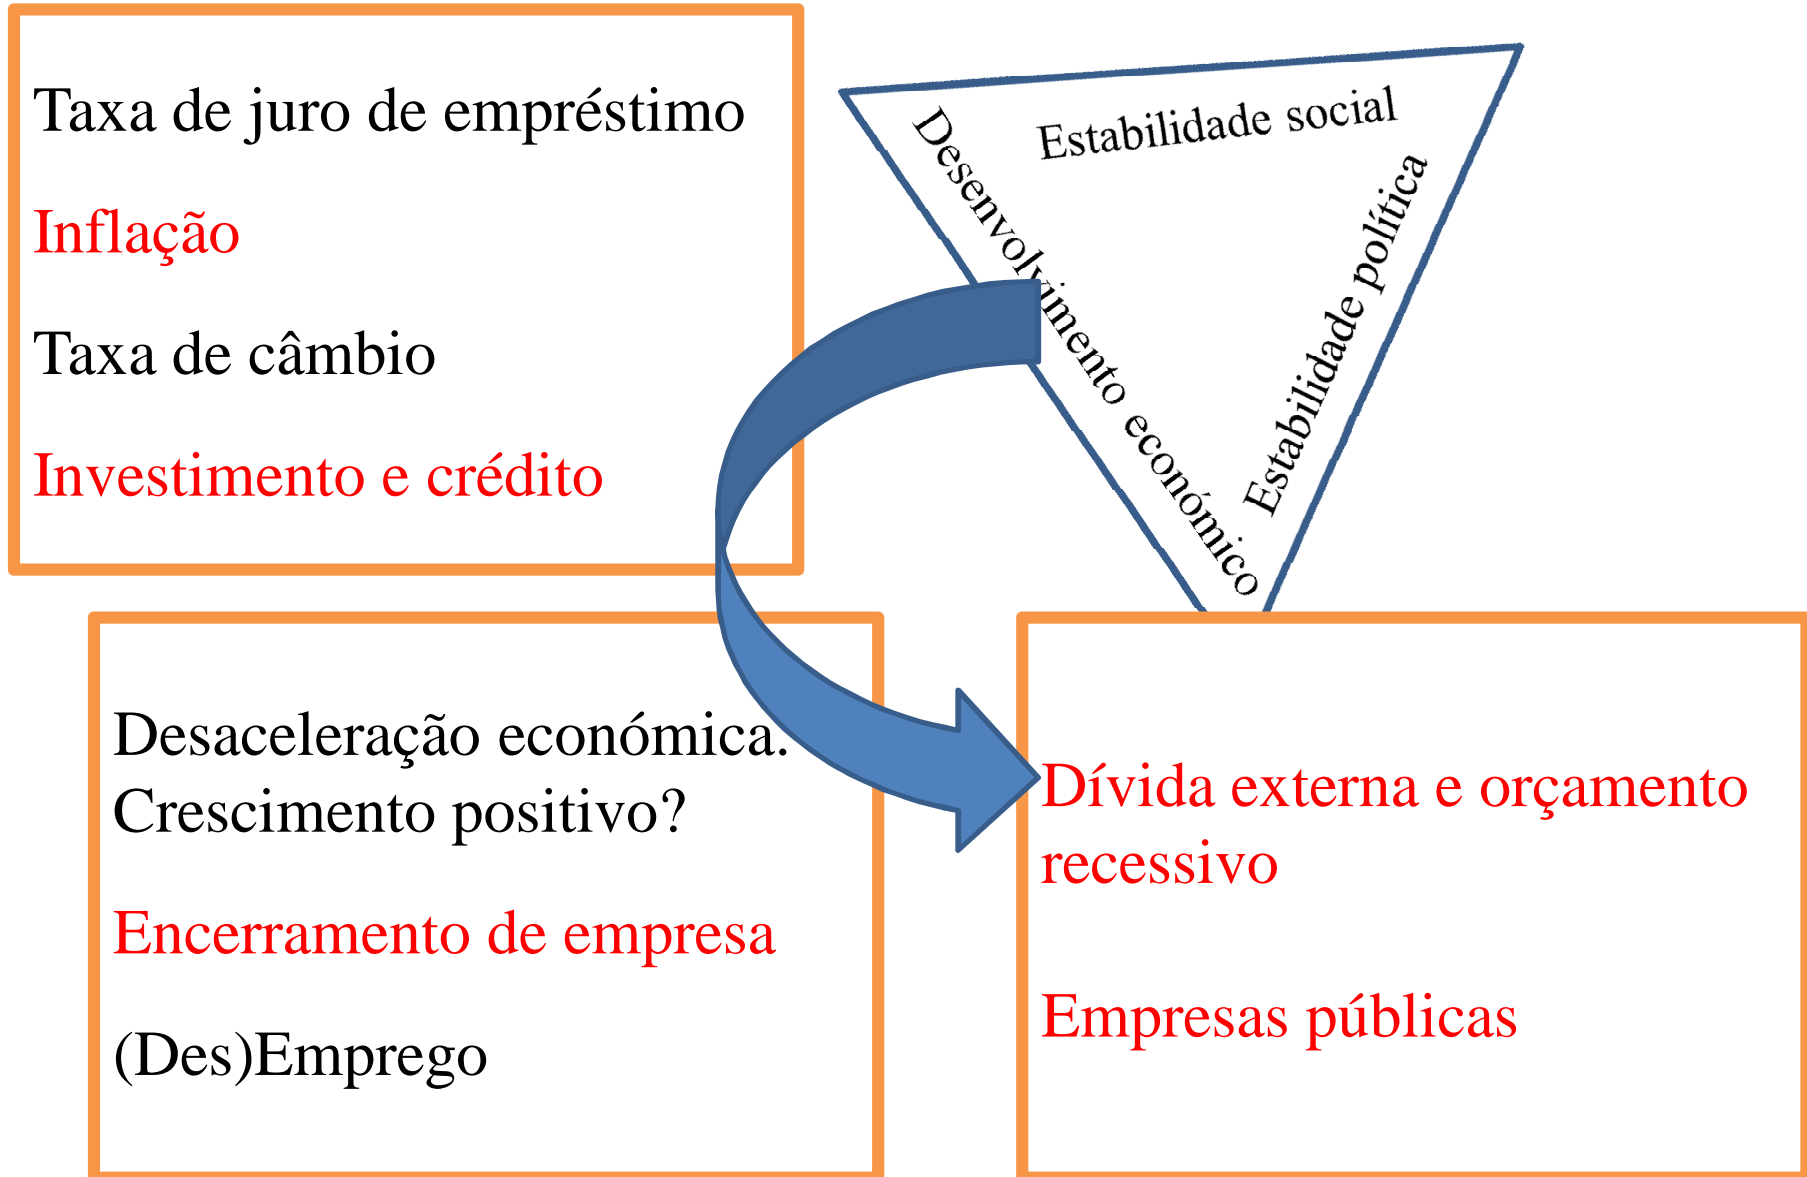 Taxa de juro de empréstimo
Inflação
Taxa de câmbio
Investimento e crédito
Estabilidade social
Desenvolvimento económico
Estabilidade política
Desaceleração económica.
Crescimento positivo?
Encerramento de empresa
(Des)Emprego
Dívida externa e orçamento
recessivo
Empresas públicas